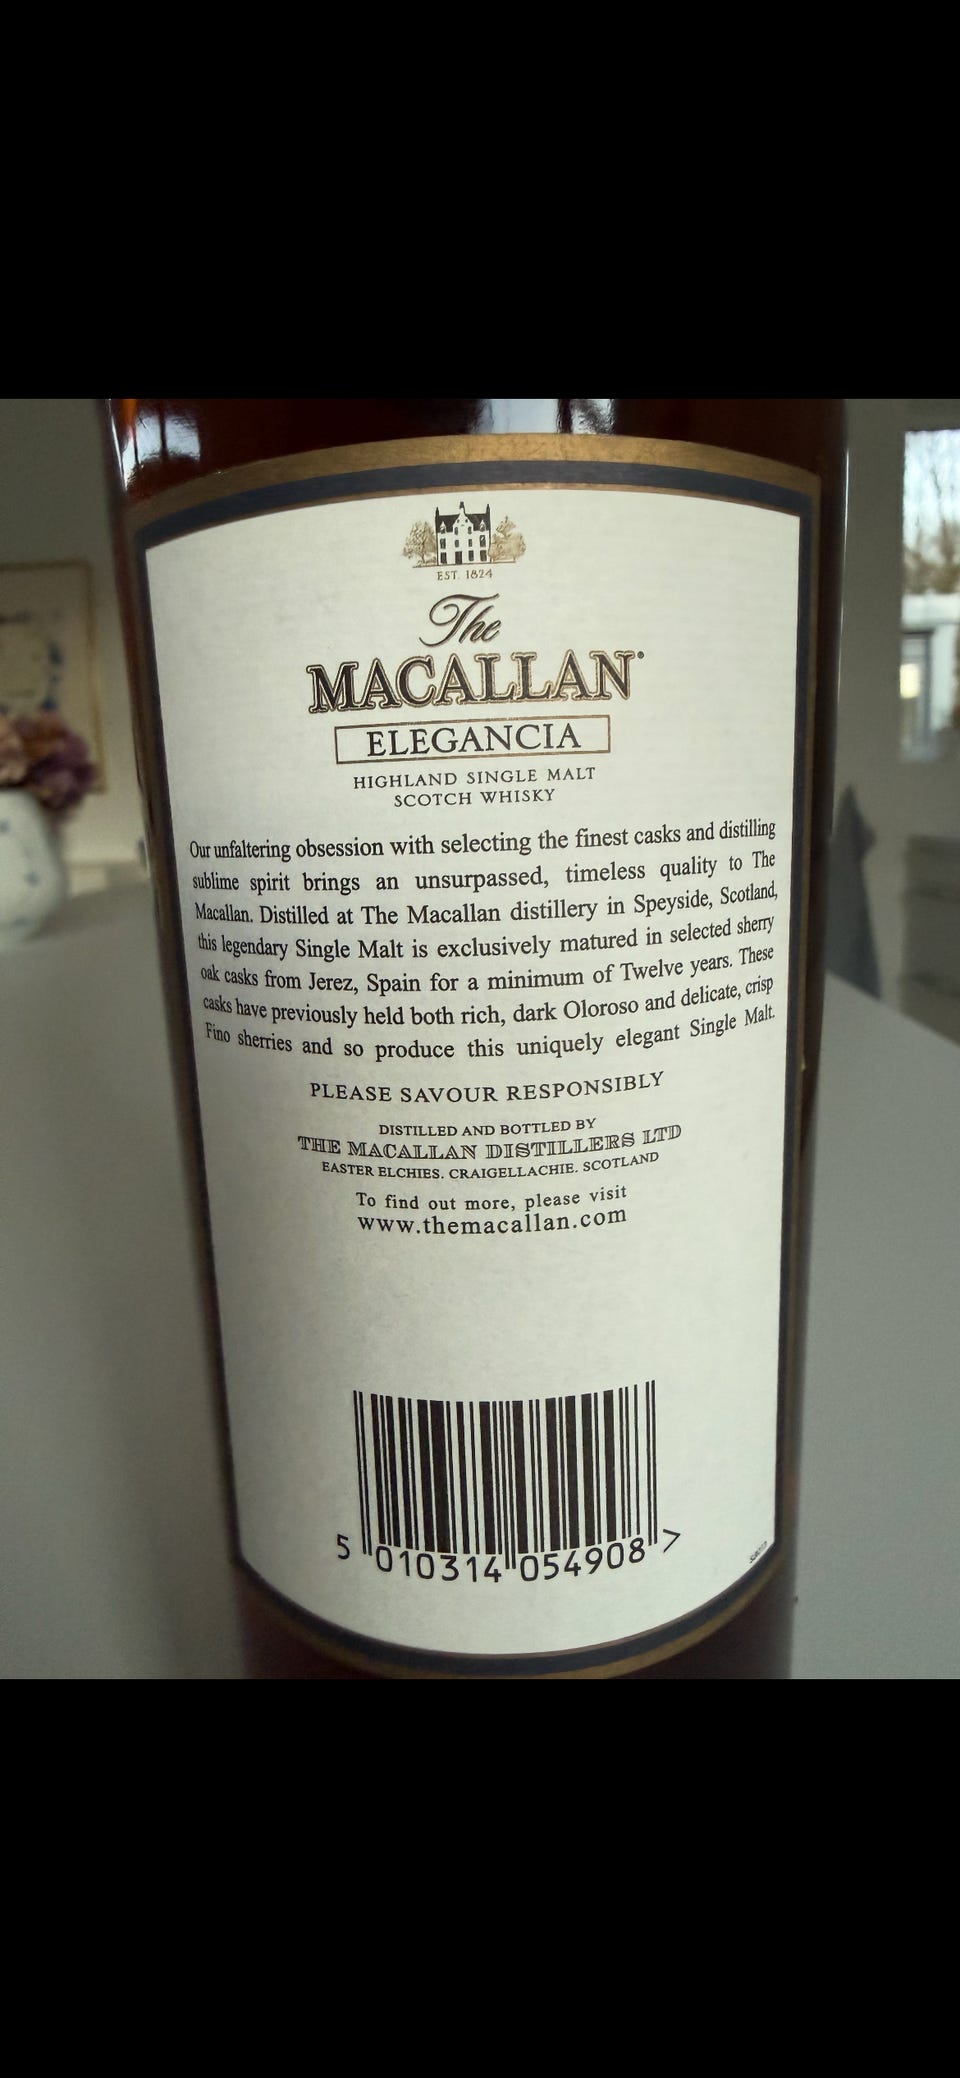 EST. 1824
The
MACALLAN
ELEGANCIA
HIGHLAND SINGLE MALT
SCOTCH WHISKY
Our unfaltering obsession with selecting the finest casks and distilling
sublime spirit brings an unsurpassed, timeless quality to The
Macallan. Distilled at The Macallan distillery in Speyside, Scotland,
this legendary Single Malt is exclusively matured in selected sherry
oak casks from Jerez, Spain for a minimum of Twelve years. These
casks have previously held both rich, dark Oloroso and delicate, crisp
Fino sherries and so produce this uniquely elegant Single Malt.
PLEASE SAVOUR RESPONSIBLY
DISTILLED AND BOTTLED BY
THE MACALLAN DISTILLERS LTD
EASTER ELCHIES. CRAIGELLACHIE. SCOTLAND
To find out more, please visit
www.themacallan.com
5 010314 054908 >